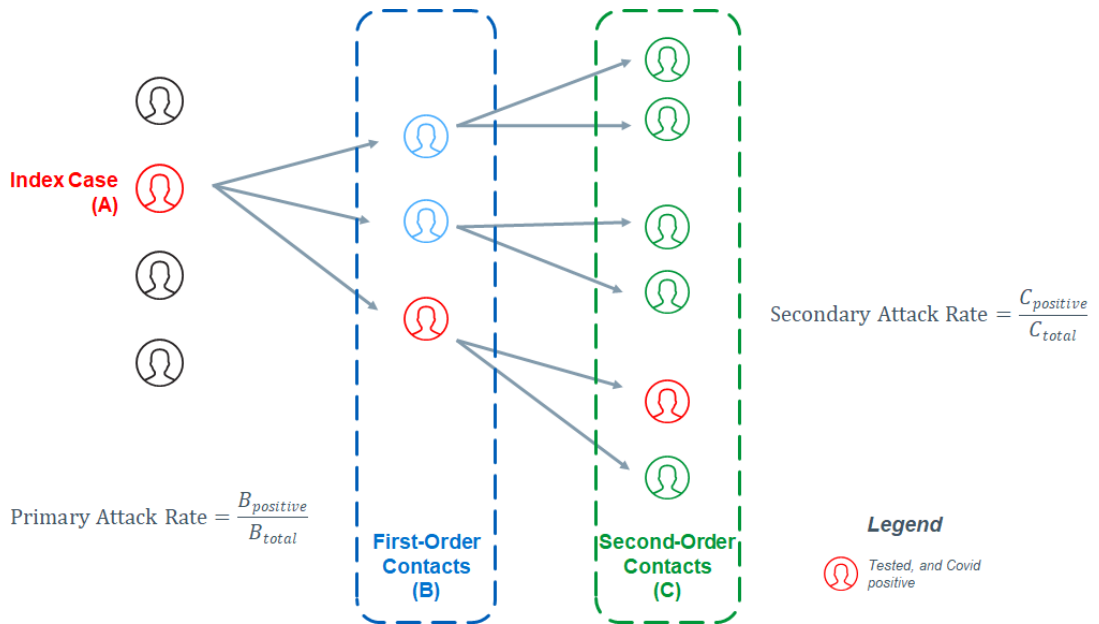 Index Case
(A)
Primary Attack Rate = B_positive / B_total
First-Order
Contacts
(B)
Second-Order
Contacts
(C)
Secondary Attack Rate = C_positive / C_total
Legend
Tested, and Covid
positive